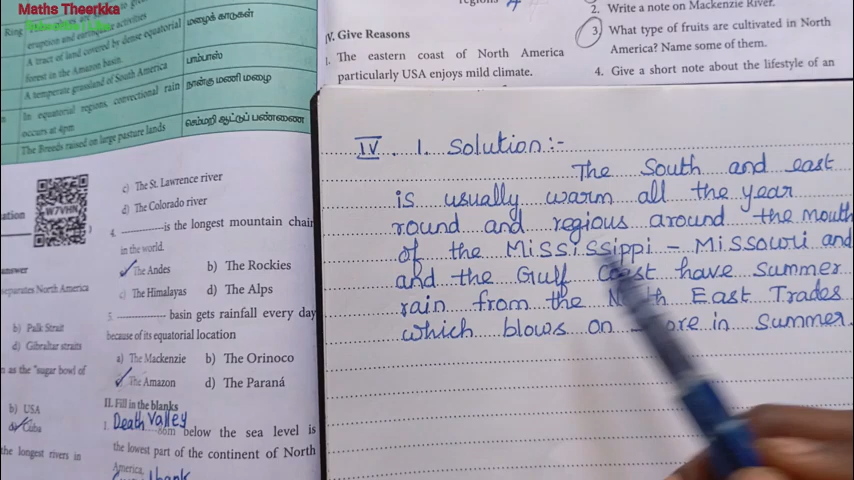 Maths Theerkka
Subscribe | Like
Ring
eruption and earthquake activities
A tract of land covered by dense equatorial
forest in the Amazon basin.
A temperate grassland of South America
In equatorial regions, convectional rain
occurs at 4pm
The Breeds raised on large pasture lands
மழைக் காடுகள்
பாம்பாஸ்
நான்கு மணி மழை
செம்மறி ஆட்டுப் பண்ணை
IV. Give Reasons
1. The eastern coast of North America
particularly USA enjoys mild climate.
2. Write a note on Mackenzie River.
3. What type of fruits are cultivated in North
America? Name some of them.
4. Give a short note about the lifestyle of an
c) The St. Lawrence river
d) The Colorado river
4. is the longest mountain chain
in the world.
The Andes b) The Rockies
c) The Himalayas d) The Alps
5. basin gets rainfall every day
because of its equatorial location
a) The Mackenzie b) The Orinoco
The Amazon d) The Paraná
II. Fill in the blanks
1. Death Valley
below the sea level is
the lowest part of the continent of North
America.
W7VHN
answer
separates North America
b) Palk Strait
d) Gibraltar straits
n as the "sugar bowl of
b) USA
d) Cuba
the longest rivers in
IV. 1. Solution:-
The South and east
is usually warm all the year
round and regious around the mouth
of the Mississippi - Missouri and
and the Gulf Coast have summer
rain from the North East Trades
which blows on in summer.